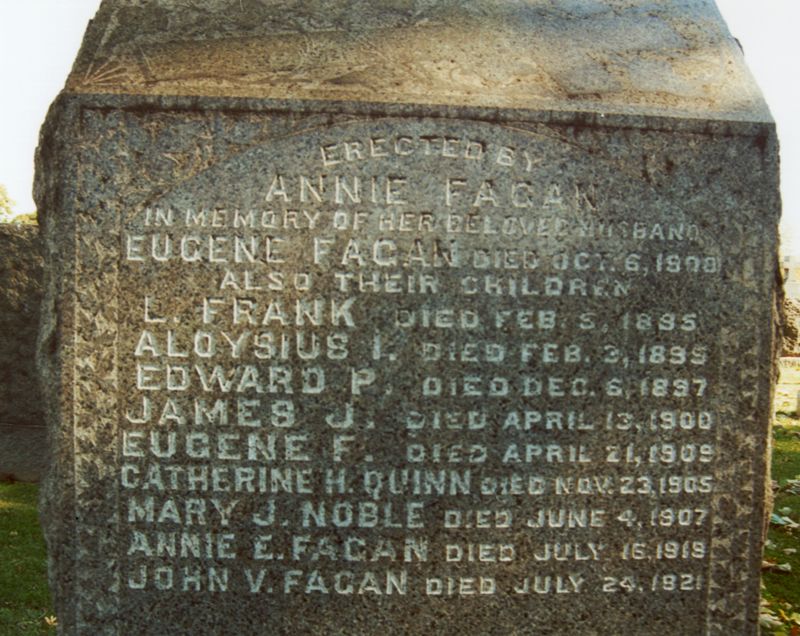 ERECTED BY
ANNIE FAGAN
IN MEMORY OF HER BELOVED HUSBAND
EUGENE FAGAN DIED OCT. 6, 1908
ALSO THEIR CHILDREN
L. FRANK DIED FEB. 5, 1895
ALOYSIUS I. DIED FEB. 3, 1899
EDWARD P. DIED DEC. 6, 1897
JAMES J. DIED APRIL 13, 1900
EUGENE F. DIED APRIL 21, 1909
CATHERINE H. QUINN DIED NOV. 23, 1905
MARY J. NOBLE DIED JUNE 4, 1907
ANNIE E. FAGAN DIED JULY 16, 1919
JOHN V. FAGAN DIED JULY 24, 1921